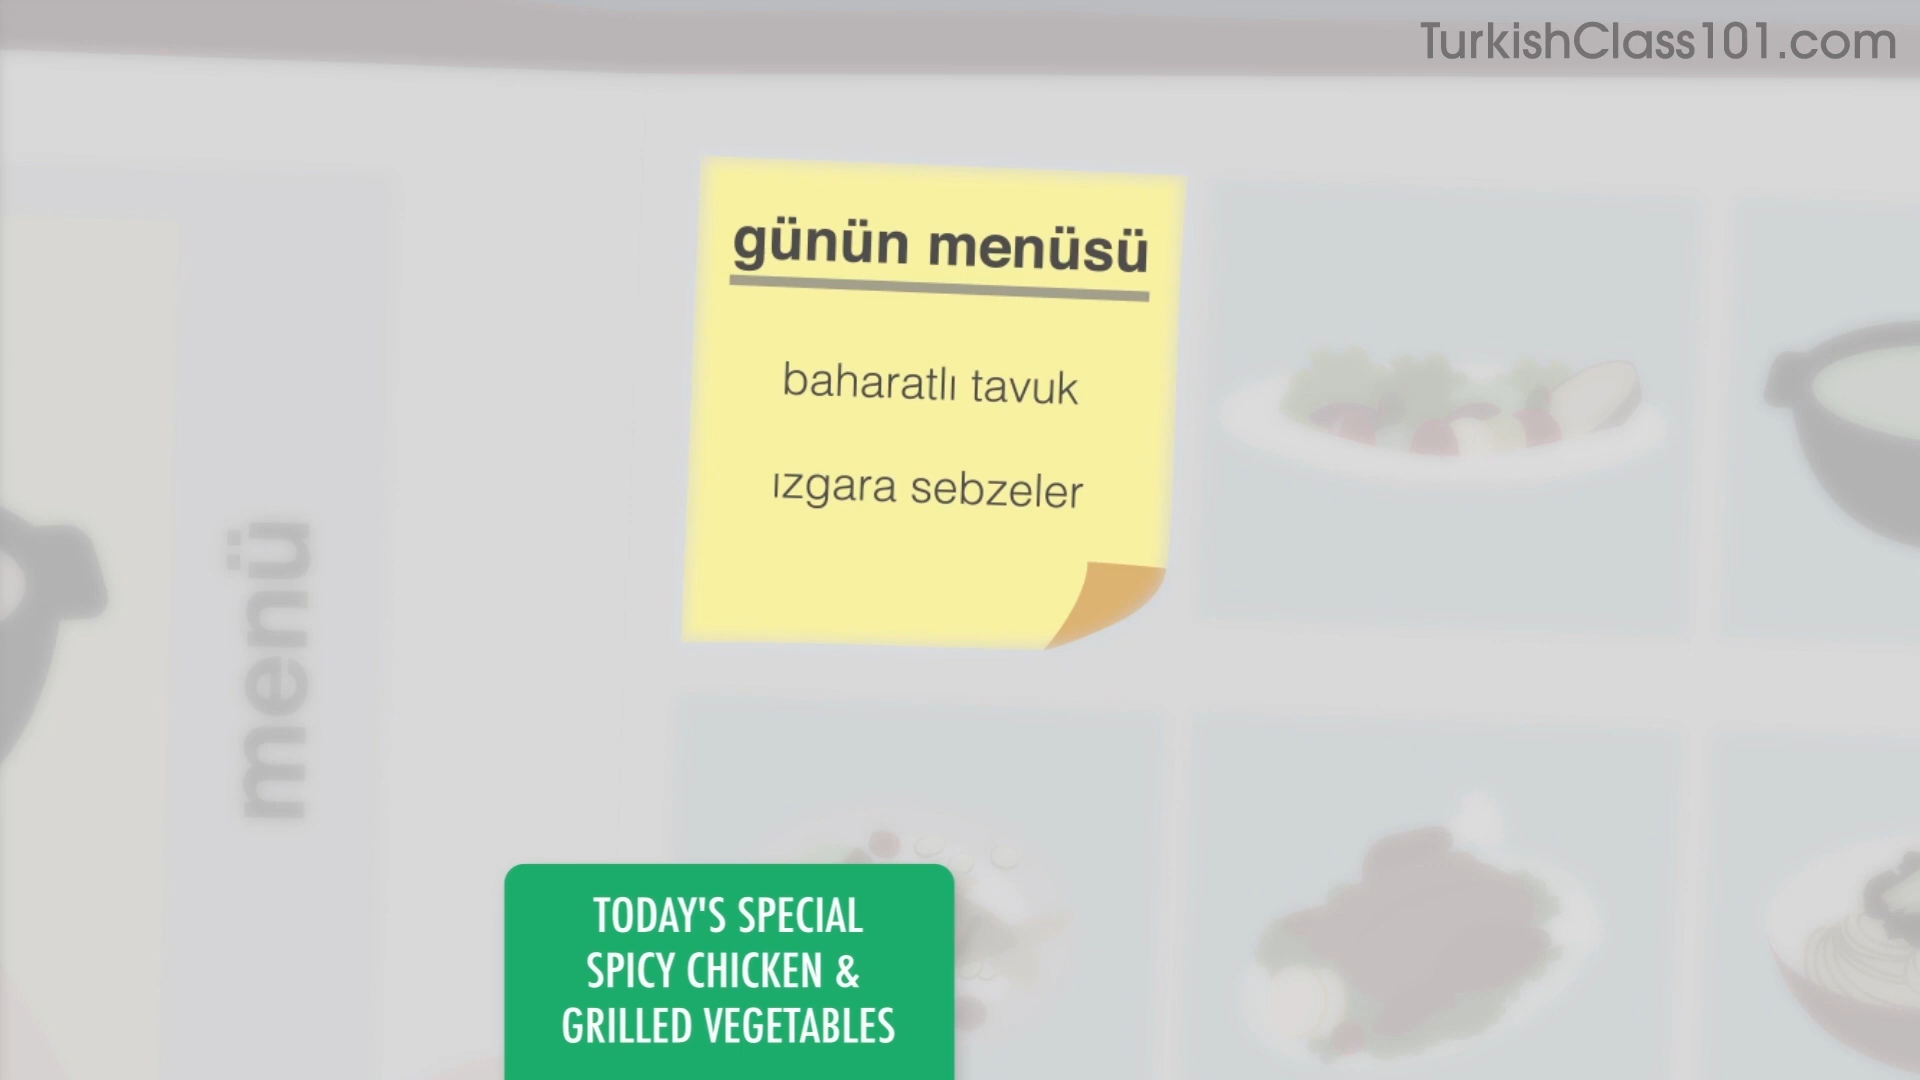 TurkishClass101.com
günün menüsü
baharatlı tavuk
ızgara sebzeler
menü
TODAY'S SPECIAL
SPICY CHICKEN &
GRILLED VEGETABLES